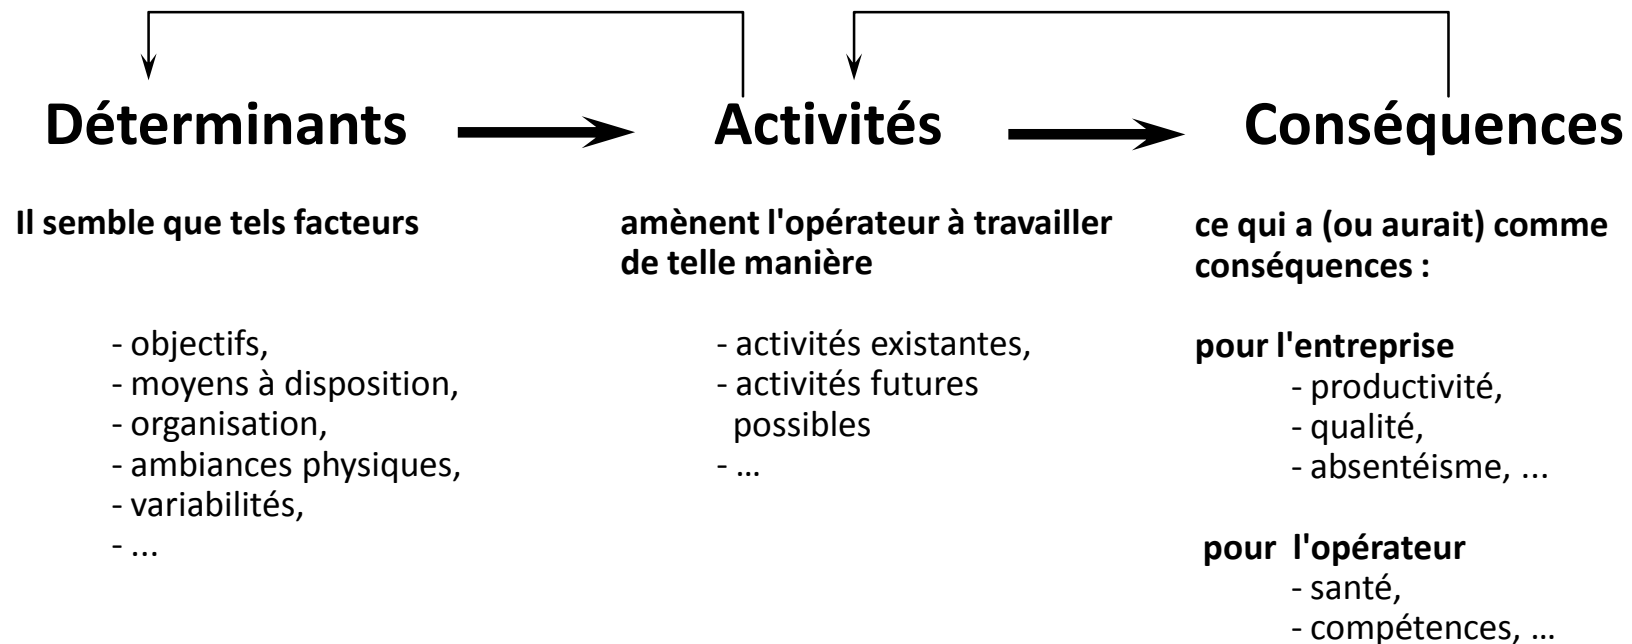 Déterminants
Activités
Conséquences
Il semble que tels facteurs
- objectifs,
- moyens à disposition,
- organisation,
- ambiances physiques,
- variabilités,
- ...
amènent l'opérateur à travailler
de telle manière
- activités existantes,
- activités futures
possibles
- ...
ce qui a (ou aurait) comme
conséquences :
pour l'entreprise
- productivité,
- qualité,
- absentéisme, ...
pour l'opérateur
- santé,
- compétences, ...